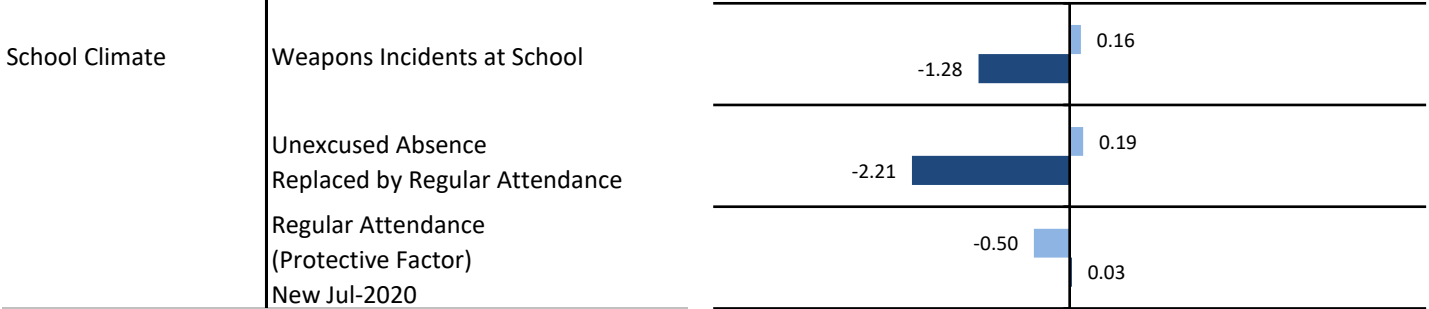 School Climate
Weapons Incidents at School
0.16
-1.28
Unexcused Absence
Replaced by Regular Attendance
0.19
-2.21
Regular Attendance
(Protective Factor)
New Jul-2020
-0.50
0.03